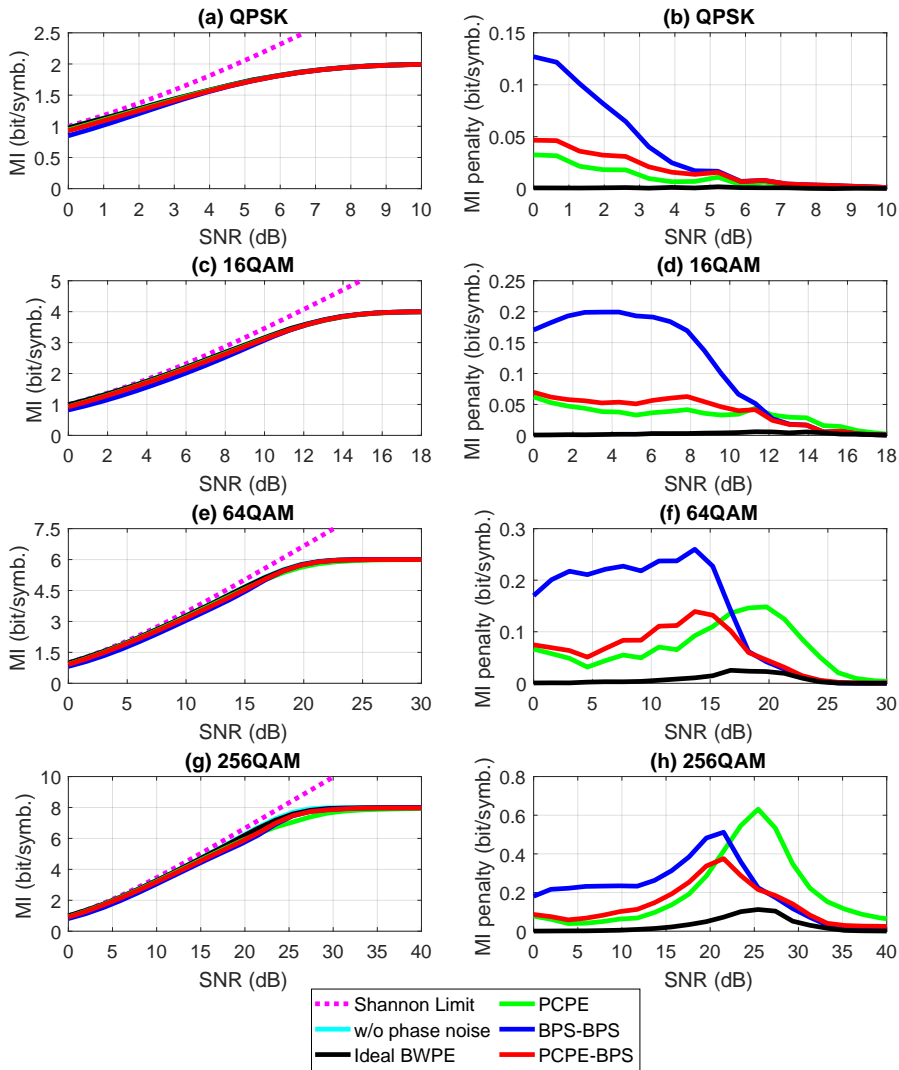 (a) QPSK
MI (bit/symb.)
2.5
2
1.5
1
0.5
0
0 1 2 3 4 5 6 7 8 9 10
SNR (dB)
(b) QPSK
MI penalty (bit/symb.)
0.15
0.1
0.05
0
0 1 2 3 4 5 6 7 8 9 10
SNR (dB)
(c) 16QAM
MI (bit/symb.)
5
4
3
2
1
0
0 2 4 6 8 10 12 14 16 18
SNR (dB)
(d) 16QAM
MI penalty (bit/symb.)
0.25
0.2
0.15
0.1
0.05
0
0 2 4 6 8 10 12 14 16 18
SNR (dB)
(e) 64QAM
MI (bit/symb.)
7.5
6
4.5
3
1.5
0
0 5 10 15 20 25 30
SNR (dB)
(f) 64QAM
MI penalty (bit/symb.)
0.3
0.2
0.1
0
0 5 10 15 20 25 30
SNR (dB)
(g) 256QAM
MI (bit/symb.)
10
8
6
4
2
0
0 5 10 15 20 25 30 35 40
SNR (dB)
(h) 256QAM
MI penalty (bit/symb.)
0.8
0.6
0.4
0.2
0
0 5 10 15 20 25 30 35 40
SNR (dB)
Shannon Limit
w/o phase noise
Ideal BWPE
PCPE
BPS-BPS
PCPE-BPS